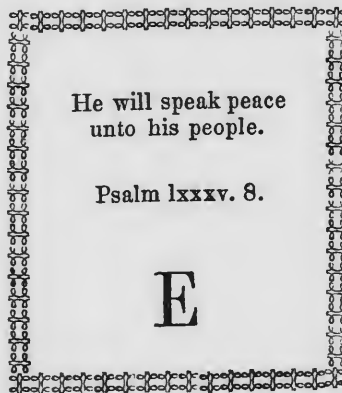 He will speak peace
unto his people.
Psalm lxxxv. 8.
E